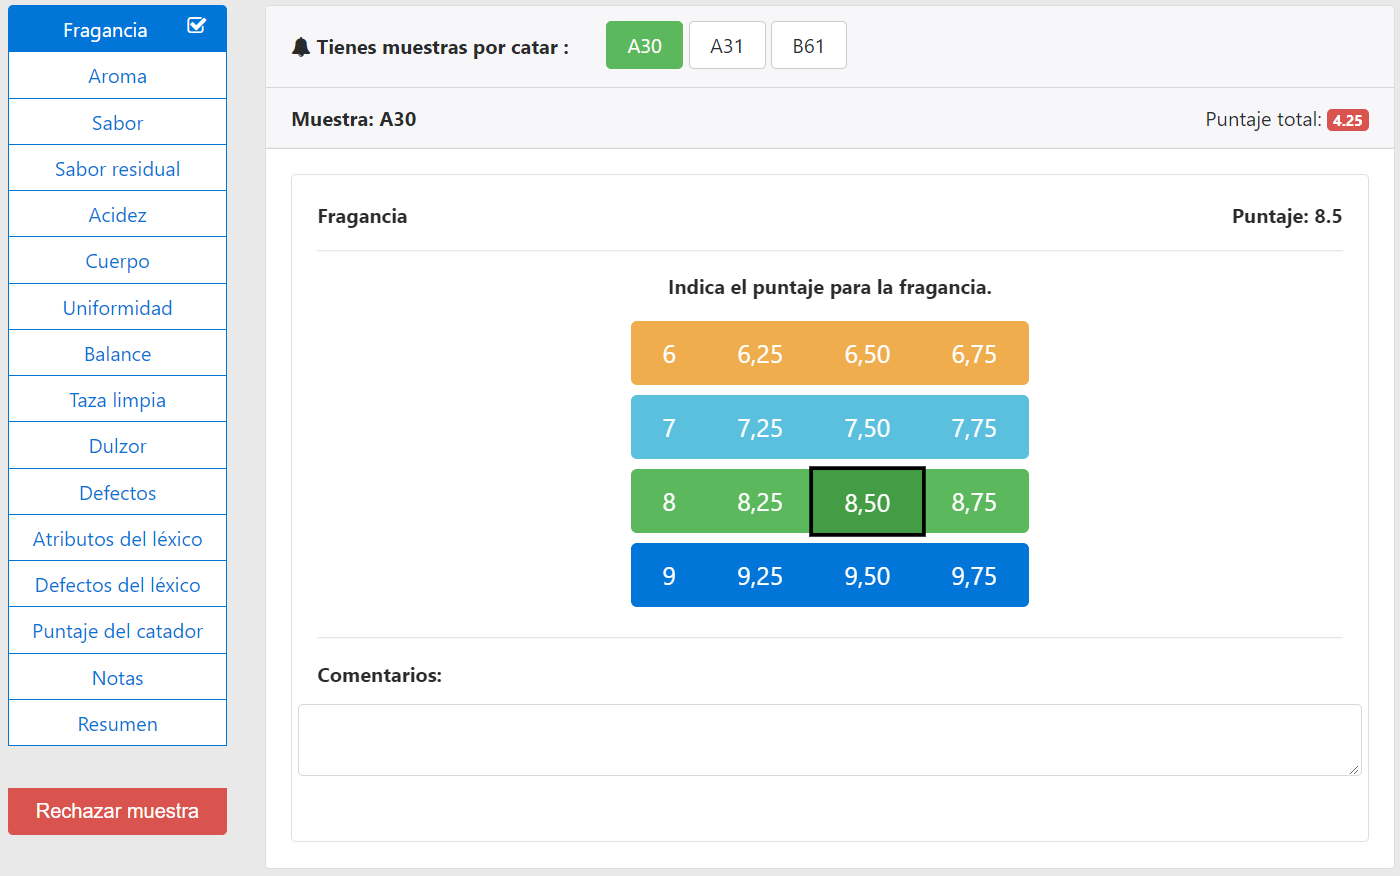 Fragancia
Aroma
Sabor
Sabor residual
Acidez
Cuerpo
Uniformidad
Balance
Taza limpia
Dulzor
Defectos
Atributos del léxico
Defectos del léxico
Puntaje del catador
Notas
Resumen
Rechazar muestra
Tienes muestras por catar : A30 A31 B61
Muestra: A30 Puntaje total: 4.25
Fragancia Puntaje: 8.5
Indica el puntaje para la fragancia.
6 6,25 6,50 6,75
7 7,25 7,50 7,75
8 8,25 8,50 8,75
9 9,25 9,50 9,75
Comentarios: